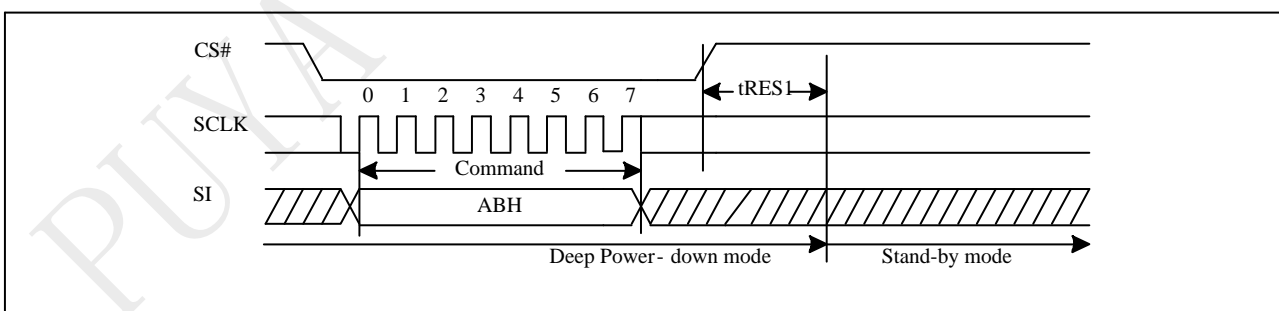 PUYA
CS#
tRES1
0 1 2 3 4 5 6 7
SCLK
Command
SI
ABH
Deep Power- down mode Stand-by mode